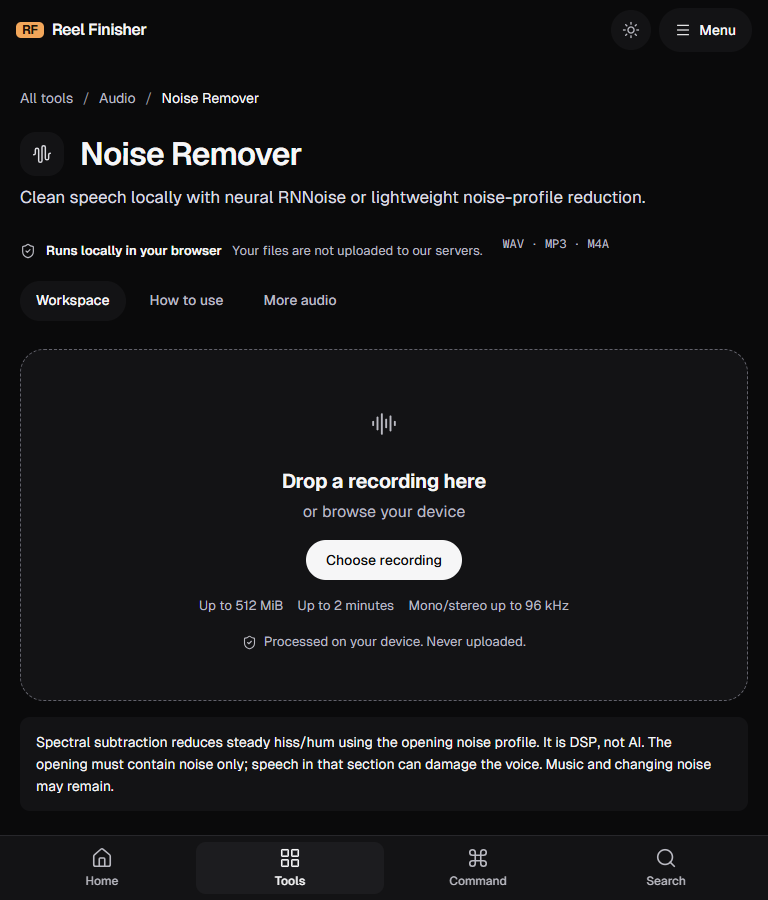 RF Reel Finisher
Menu
All tools / Audio / Noise Remover
Noise Remover
Clean speech locally with neural RNNoise or lightweight noise-profile reduction.
Runs locally in your browser Your files are not uploaded to our servers. WAV · MP3 · M4A
Workspace How to use More audio
Drop a recording here
or browse your device
Choose recording
Up to 512 MiB Up to 2 minutes Mono/stereo up to 96 kHz
Processed on your device. Never uploaded.
Spectral subtraction reduces steady hiss/hum using the opening noise profile. It is DSP, not AI. The
opening must contain noise only; speech in that section can damage the voice. Music and changing noise
may remain.
Home Tools Command Search